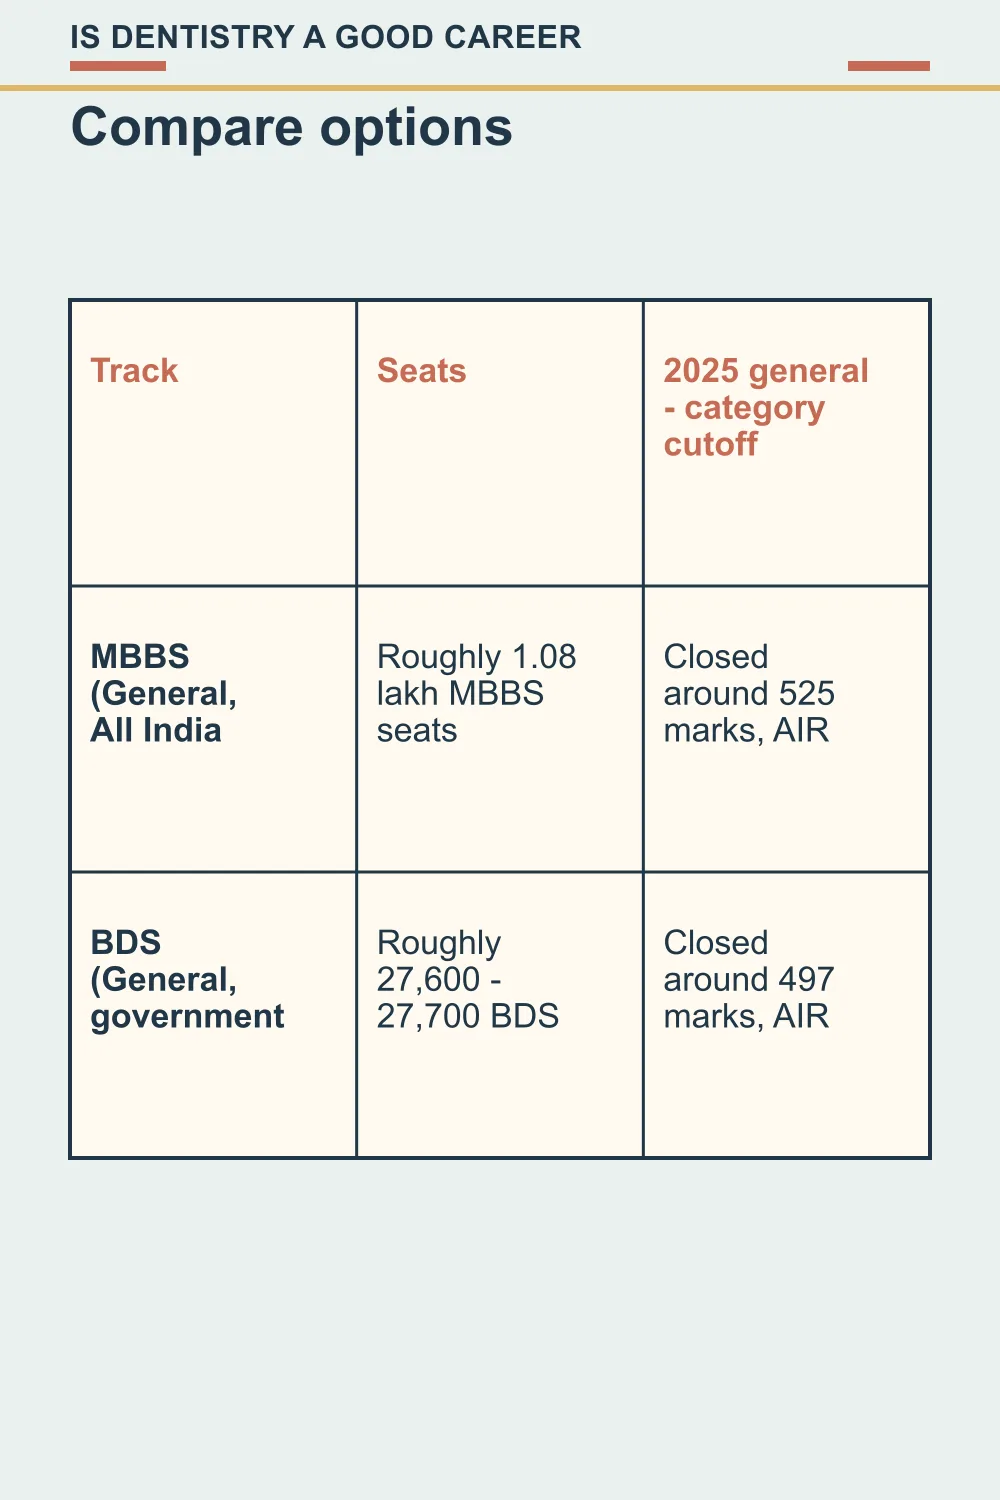 IS DENTISTRY A GOOD CAREER
Compare options
Track
Seats
2025 general
- category
cutoff
MBBS
(General,
All India
Roughly 1.08
lakh MBBS
seats
Closed
around 525
marks, AIR
BDS
(General,
government
Roughly
27,600 -
27,700 BDS
Closed
around 497
marks, AIR